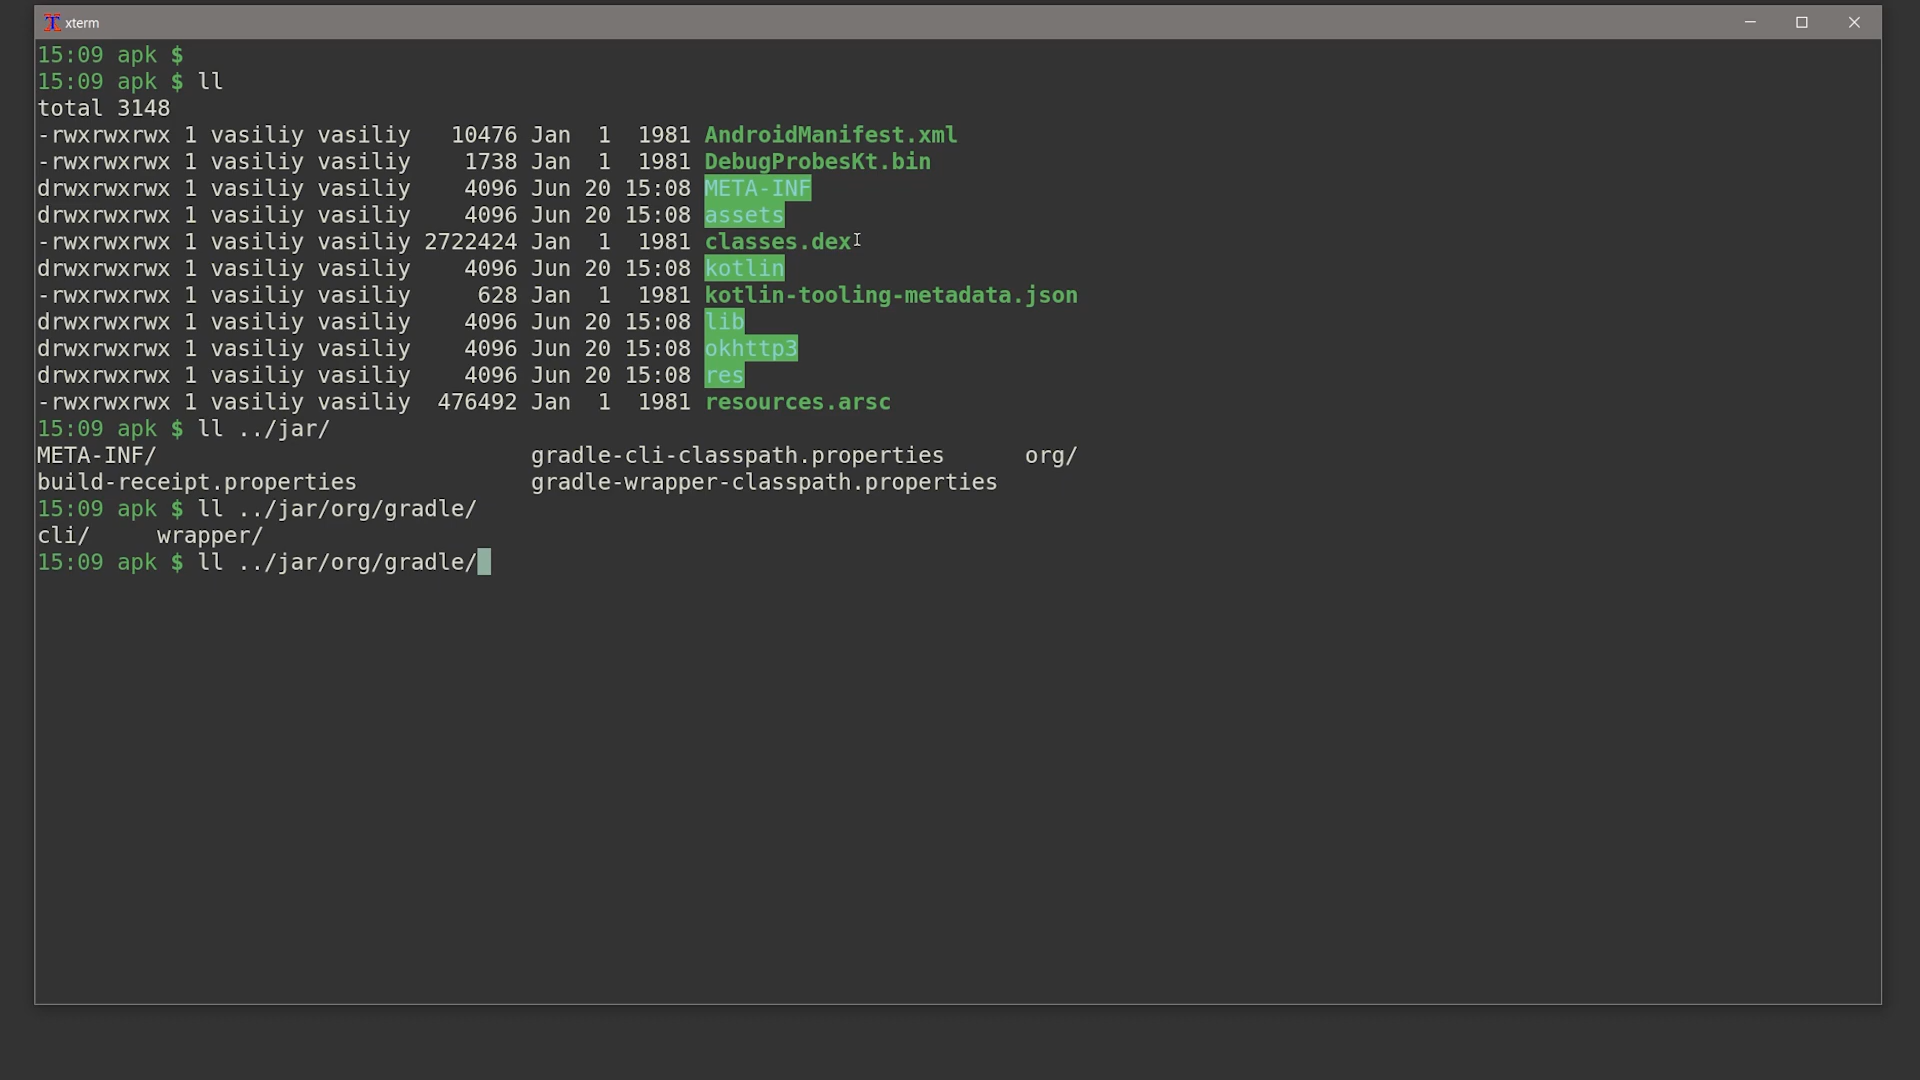 xterm
15:09 apk $
15:09 apk $ ll
total 3148
-rwxrwxrwx 1 vasiliy vasiliy   10476 Jan  1  1981 AndroidManifest.xml
-rwxrwxrwx 1 vasiliy vasiliy    1738 Jan  1  1981 DebugProbesKt.bin
drwxrwxrwx 1 vasiliy vasiliy    4096 Jun 20 15:08 META-INF
drwxrwxrwx 1 vasiliy vasiliy    4096 Jun 20 15:08 assets
-rwxrwxrwx 1 vasiliy vasiliy 2722424 Jan  1  1981 classes.dex
drwxrwxrwx 1 vasiliy vasiliy    4096 Jun 20 15:08 kotlin
-rwxrwxrwx 1 vasiliy vasiliy     628 Jan  1  1981 kotlin-tooling-metadata.json
drwxrwxrwx 1 vasiliy vasiliy    4096 Jun 20 15:08 lib
drwxrwxrwx 1 vasiliy vasiliy    4096 Jun 20 15:08 okhttp3
drwxrwxrwx 1 vasiliy vasiliy    4096 Jun 20 15:08 res
-rwxrwxrwx 1 vasiliy vasiliy  476492 Jan  1  1981 resources.arsc
15:09 apk $ ll ../jar/
META-INF/                            gradle-cli-classpath.properties      org/
build-receipt.properties             gradle-wrapper-classpath.properties
15:09 apk $ ll ../jar/org/gradle/
cli/     wrapper/
15:09 apk $ ll ../jar/org/gradle/